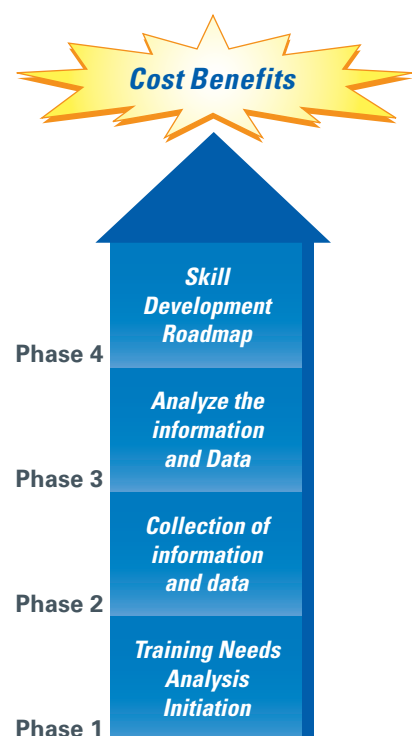 Cost Benefits
Skill
Development
Roadmap
Phase 4
Analyze the
information
and Data
Phase 3
Collection of
information
and data
Phase 2
Training Needs
Analysis
Initiation
Phase 1